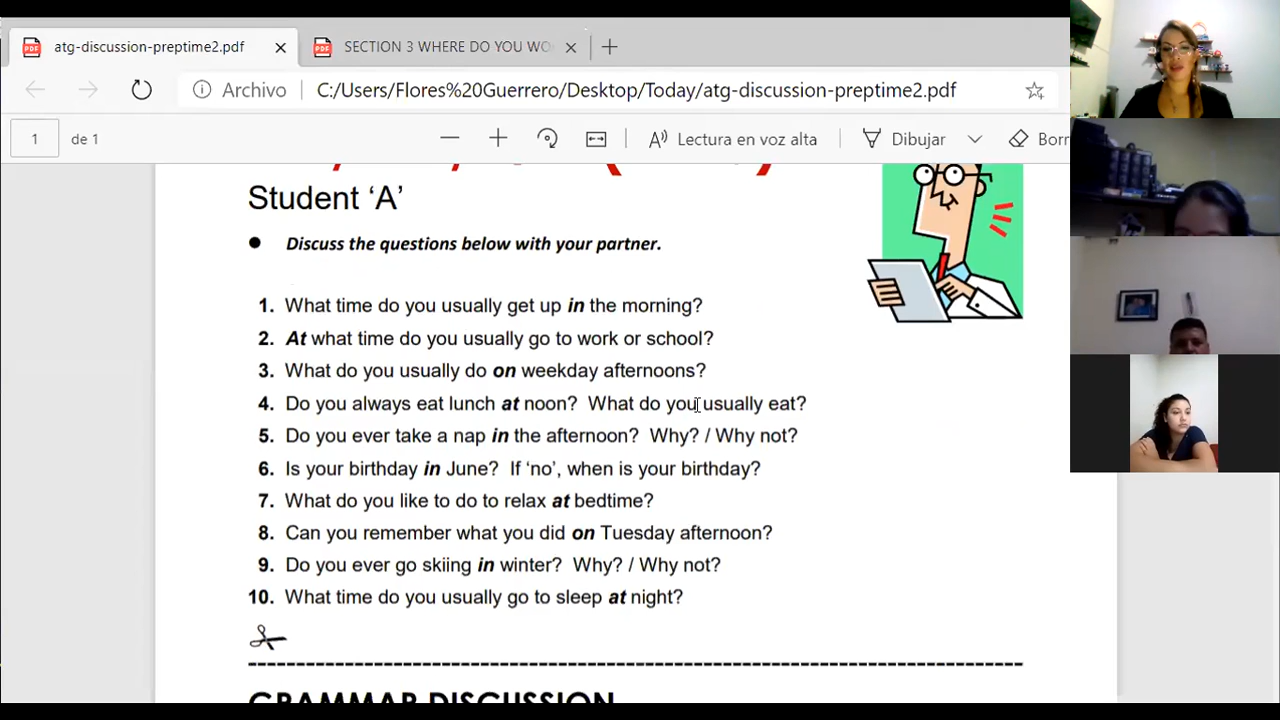 atg-discussion-preptime2.pdf
SECTION 3 WHERE DO YOU WO
Archivo
C:/Users/Flores%20Guerrero/Desktop/Today/atg-discussion-preptime2.pdf
1 de 1
Lectura en voz alta
Dibujar
Borr
Student ‘A’
● Discuss the questions below with your partner.
1. What time do you usually get up in the morning?
2. At what time do you usually go to work or school?
3. What do you usually do on weekday afternoons?
4. Do you always eat lunch at noon? What do you usually eat?
5. Do you ever take a nap in the afternoon? Why? / Why not?
6. Is your birthday in June? If ‘no’, when is your birthday?
7. What do you like to do to relax at bedtime?
8. Can you remember what you did on Tuesday afternoon?
9. Do you ever go skiing in winter? Why? / Why not?
10. What time do you usually go to sleep at night?
GRAMMAR DISCUSSION